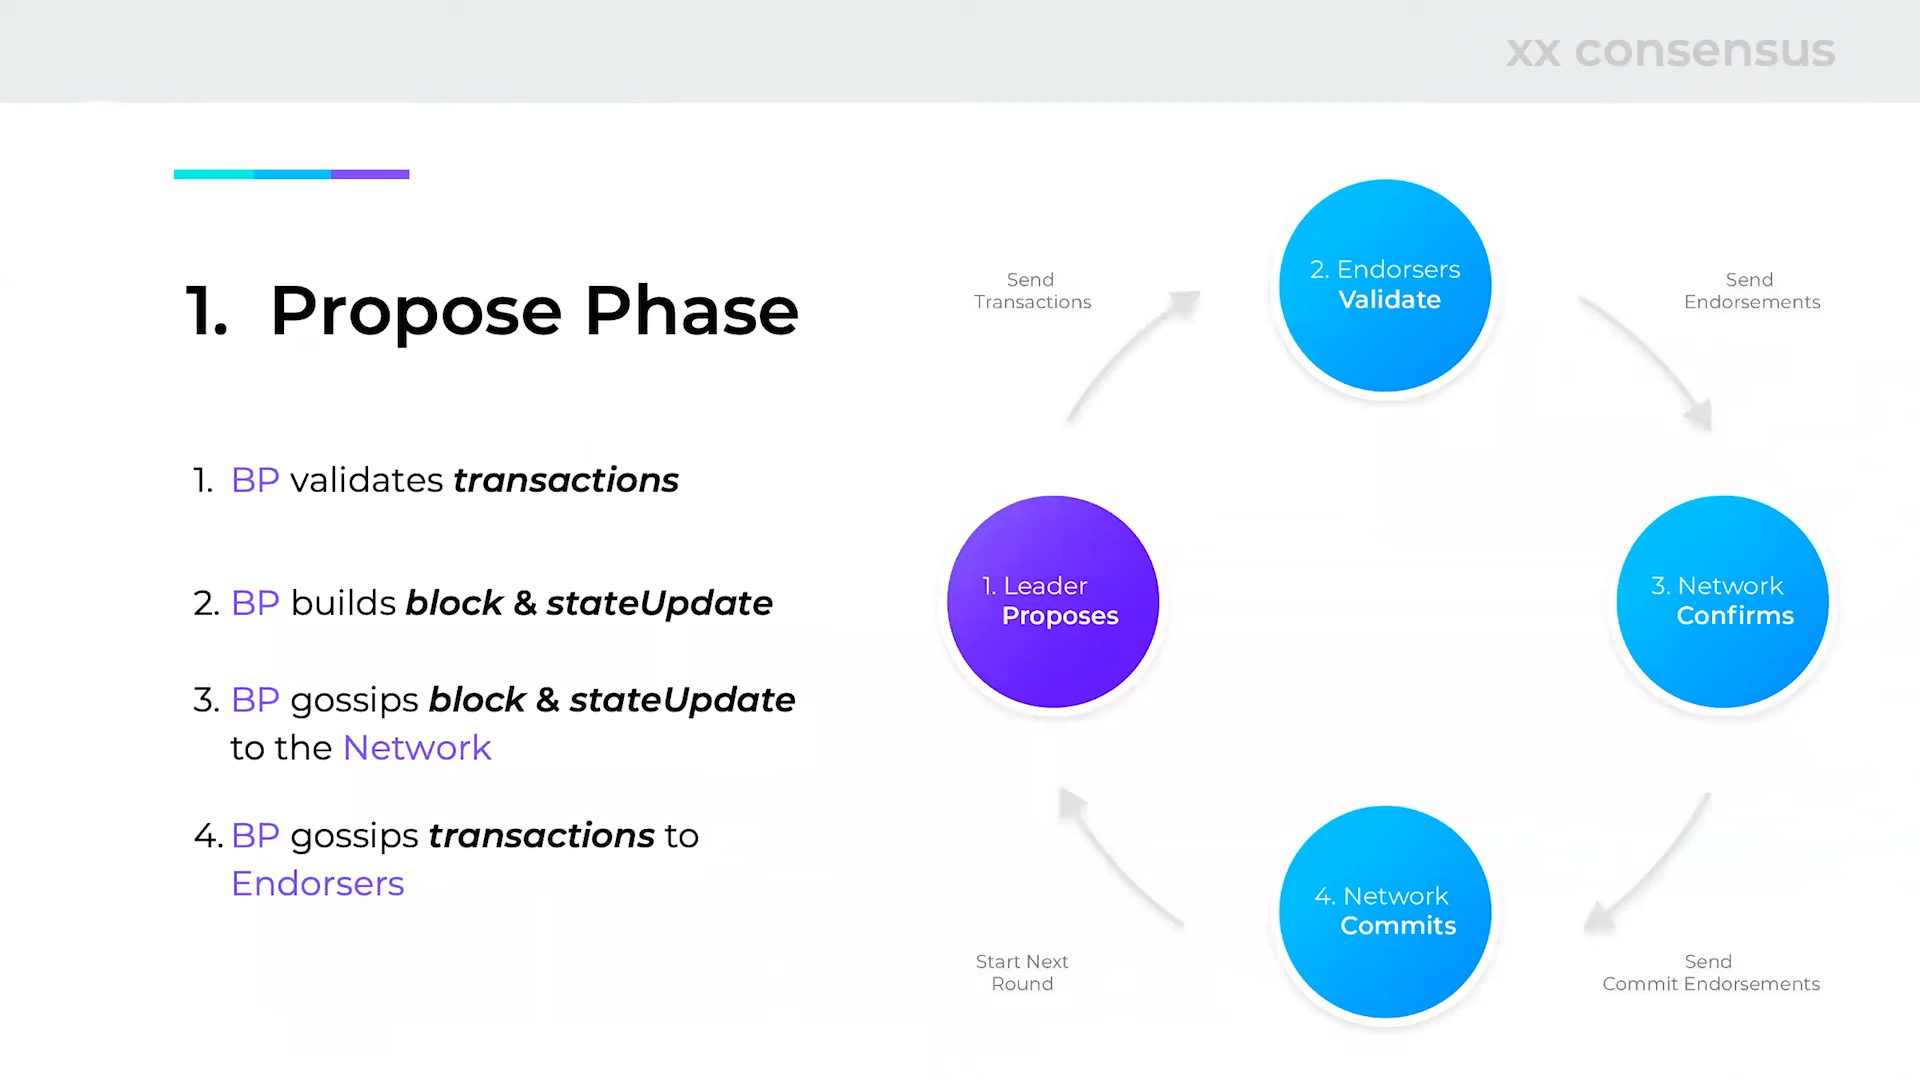 xx consensus
1. Propose Phase
1. BP validates transactions
2. BP builds block & stateUpdate
3. BP gossips block & stateUpdate
to the Network
4. BP gossips transactions to
Endorsers
Send
Transactions
2. Endorsers
Validate
Send
Endorsements
1. Leader
Proposes
3. Network
Confirms
4. Network
Commits
Start Next
Round
Send
Commit Endorsements